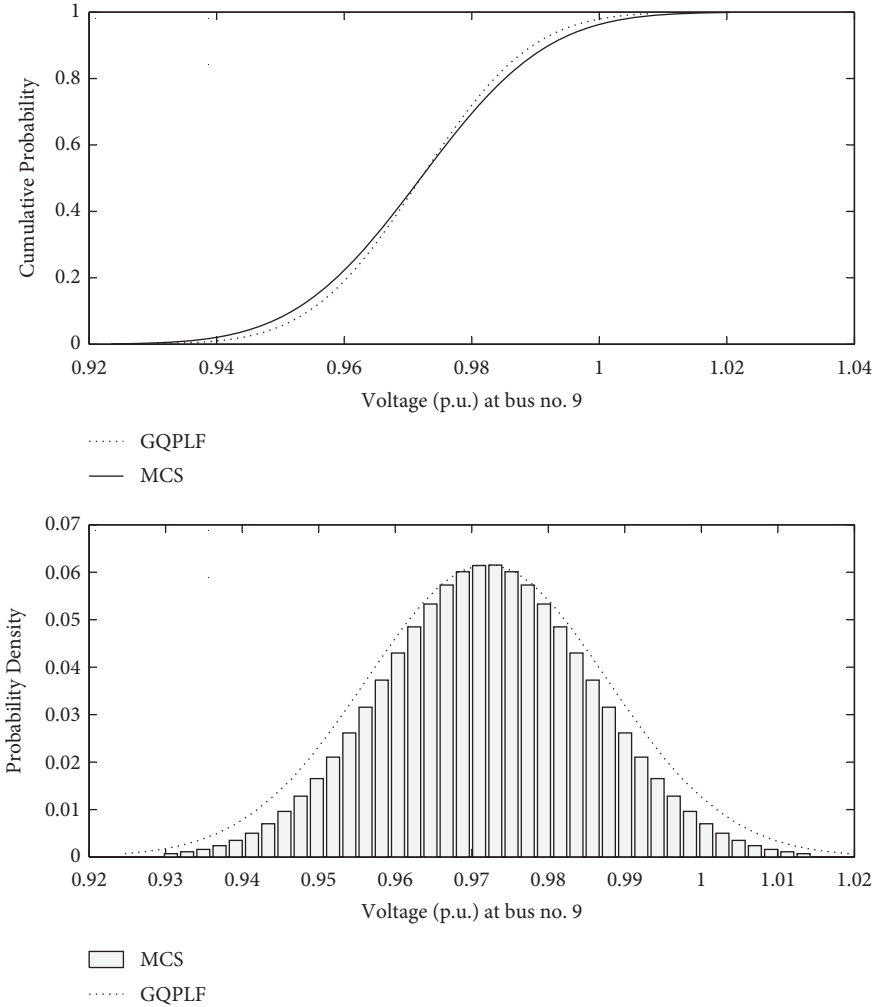 1
0.8
0.6
0.4
0.2
0
Cumulative Probability
0.92 0.94 0.96 0.98 1 1.02 1.04
Voltage (p.u.) at bus no. 9
GQPLF
MCS
0.07
0.06
0.05
0.04
0.03
0.02
0.01
0
Probability Density
0.92 0.93 0.94 0.95 0.96 0.97 0.98 0.99 1 1.01 1.02
Voltage (p.u.) at bus no. 9
MCS
GQPLF